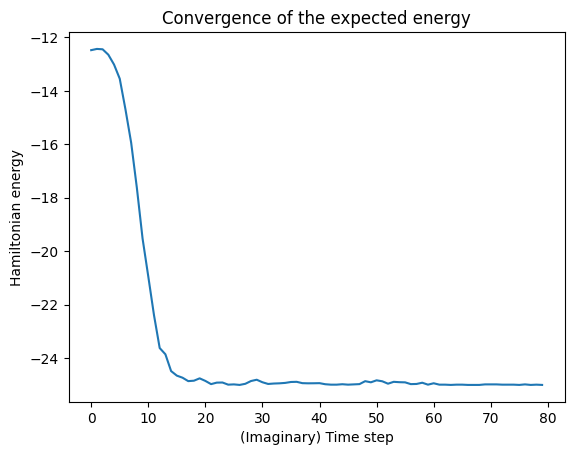 Convergence of the expected energy
Hamiltonian energy
−12
−14
−16
−18
−20
−22
−24
0 10 20 30 40 50 60 70 80
(Imaginary) Time step